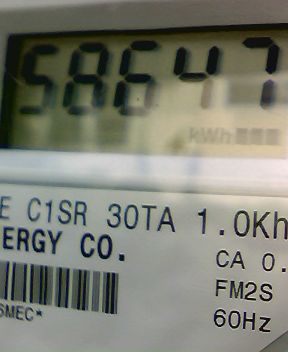 58647
kWh
E C1SR 30TA 1.0Kh
ERGY CO.
CA 0.
FM2S
SMEC*
60Hz